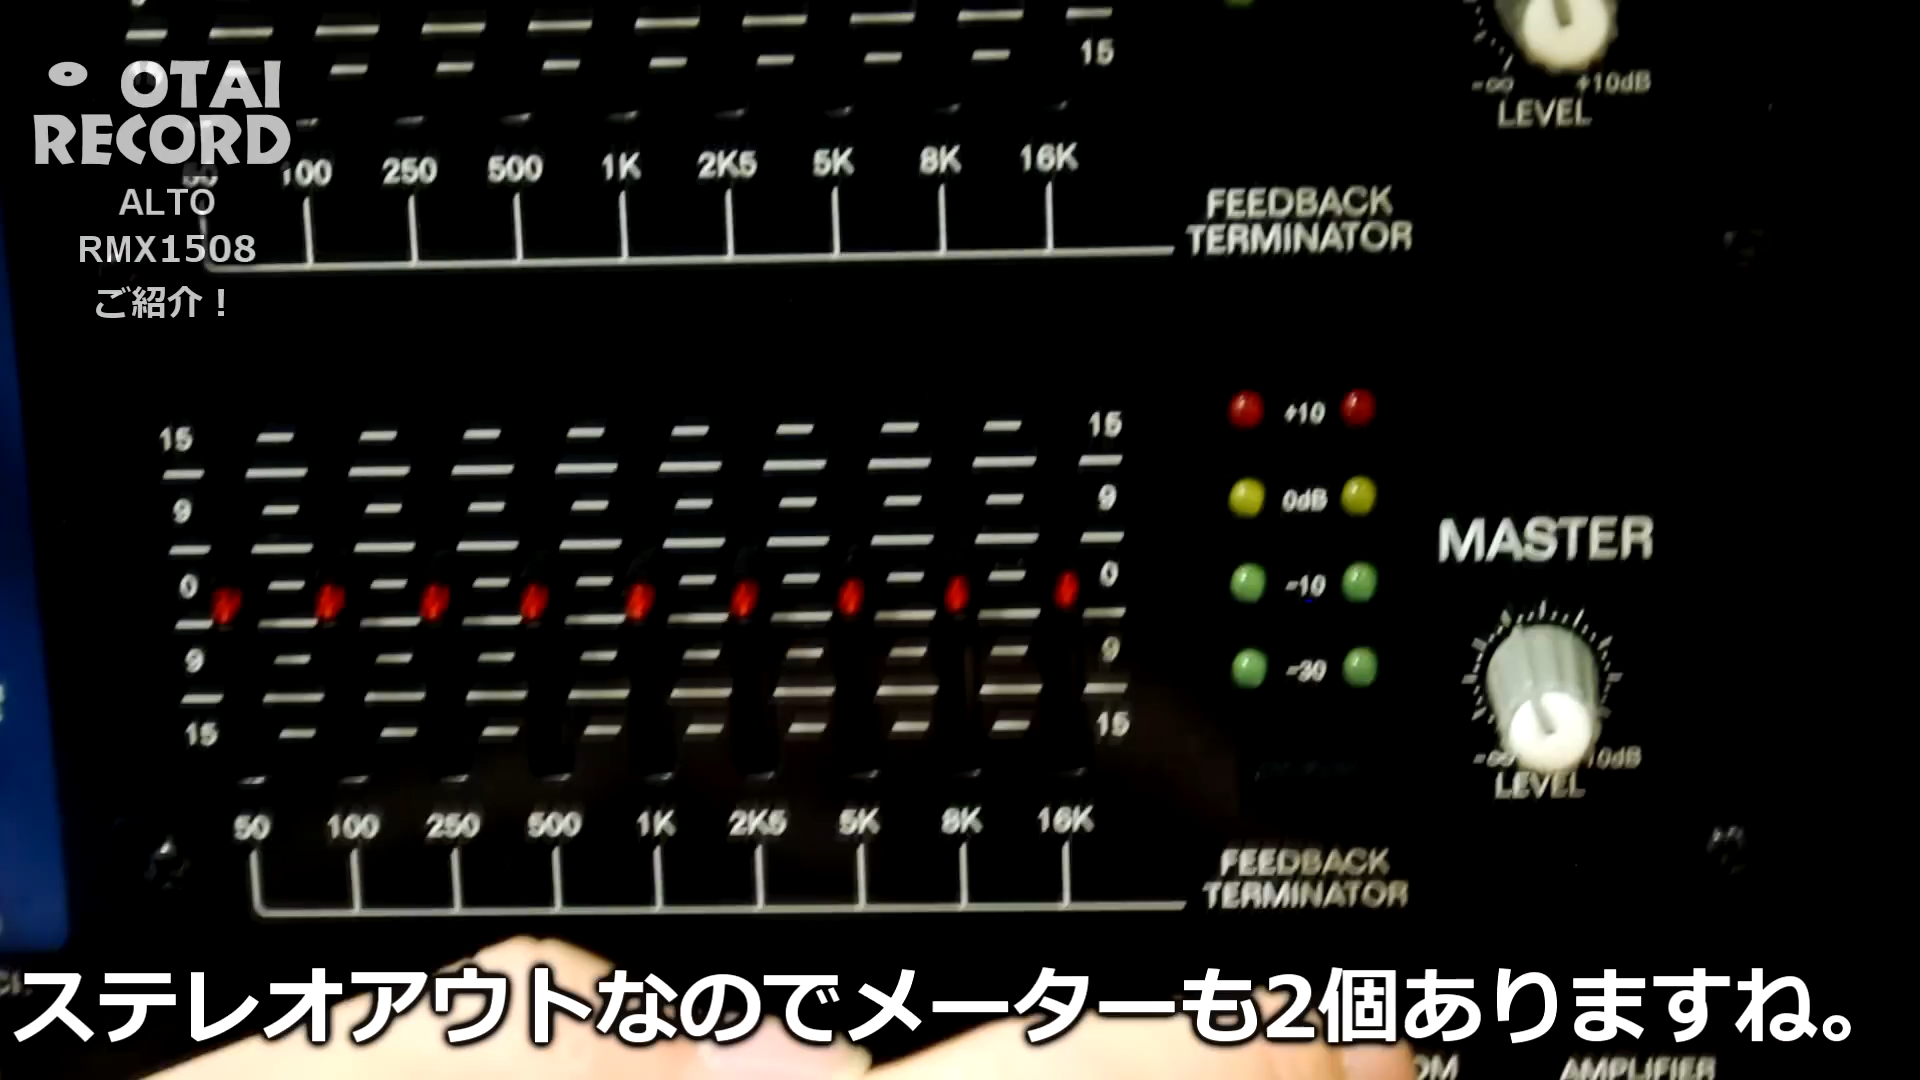 OTAI
RECORD
ALTO
RMX1508
ご紹介！
15
-∞ +10dB
LEVEL
50 100 250 500 1K 2K5 5K 8K 16K
FEEDBACK
TERMINATOR
15 15
9 9
0 0
9 9
15 15
+10
0dB
-10
-30
MASTER
-∞ 10dB
LEVEL
50 100 250 500 1K 2K5 5K 8K 16K
FEEDBACK
TERMINATOR
ステレオアウトなのでメーターも2個ありますね。
AMPLIFIER